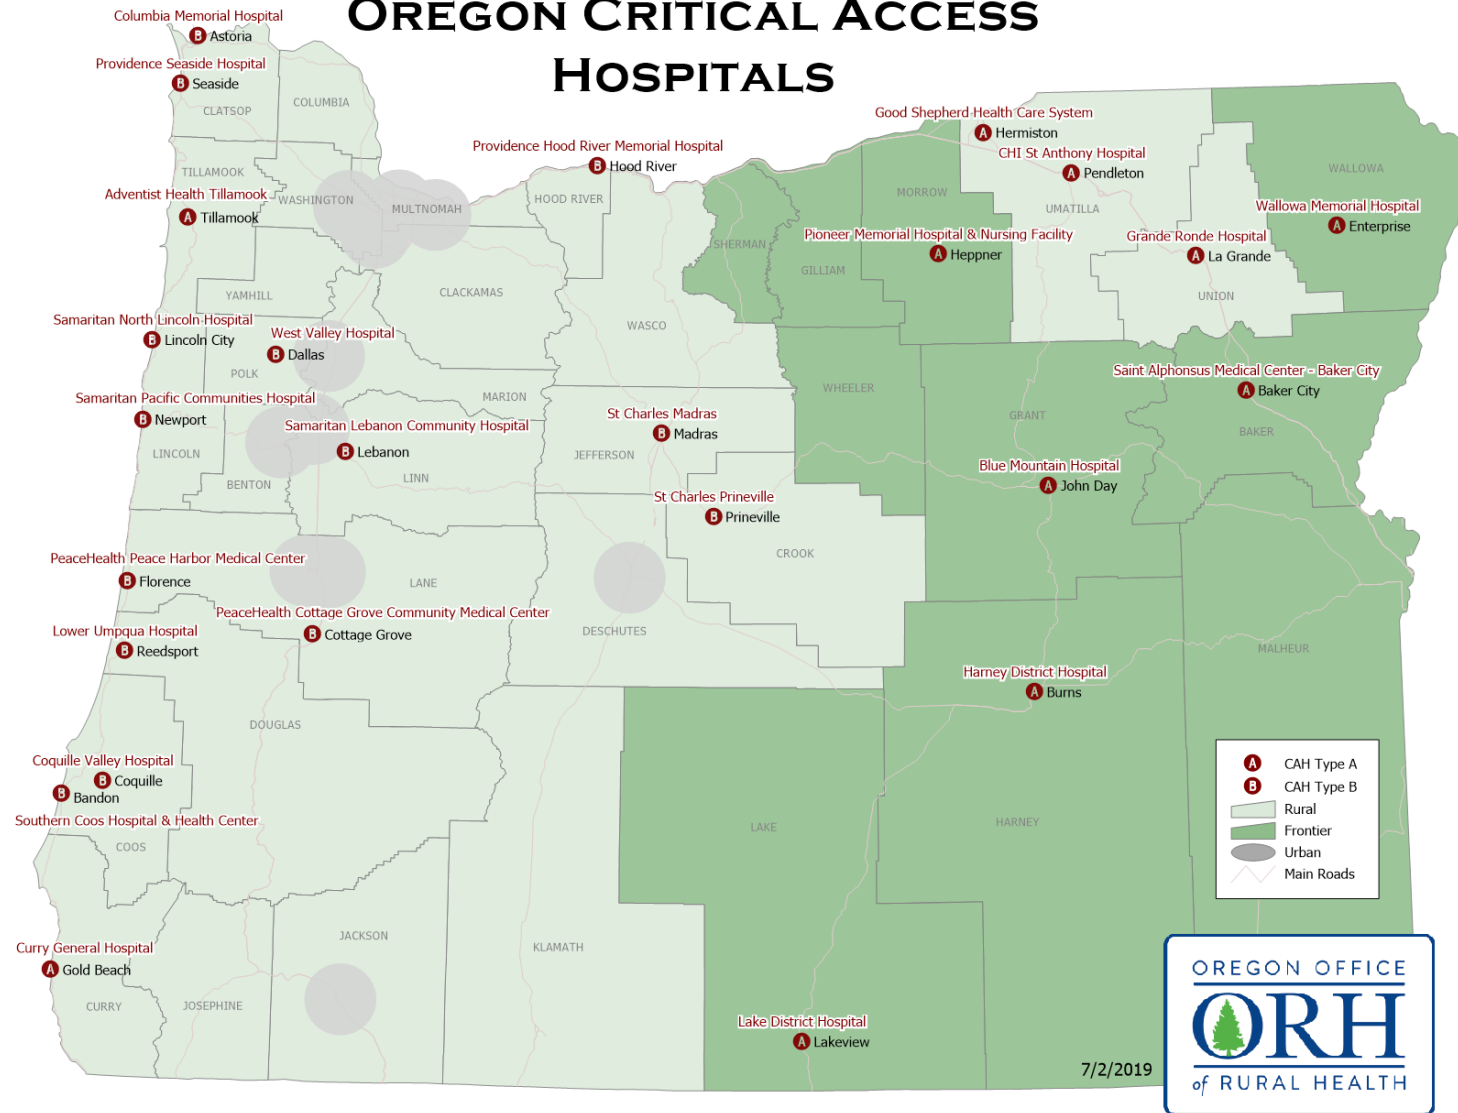 OREGON CRITICAL ACCESS
HOSPITALS
Columbia Memorial Hospital
B Astoria
Providence Seaside Hospital
B Seaside
CLATSOP
COLUMBIA
Good Shepherd Health Care System
A Hermiston
Providence Hood River Memorial Hospital
B Hood River
CHI St Anthony Hospital
A Pendleton
TILLAMOOK
WALLOWA
Adventist Health Tillamook
A Tillamook
WASHINGTON
MULTNOMAH
HOOD RIVER
MORROW
UMATILLA
Wallowa Memorial Hospital
A Enterprise
SHERMAN
Pioneer Memorial Hospital & Nursing Facility
A Heppner
GILLIAM
Grande Ronde Hospital
A La Grande
YAMHILL
CLACKAMAS
UNION
Samaritan North Lincoln Hospital
B Lincoln City
West Valley Hospital
B Dallas
WASCO
POLK
MARION
WHEELER
Saint Alphonsus Medical Center - Baker City
A Baker City
Samaritan Pacific Communities Hospital
B Newport
Samaritan Lebanon Community Hospital
B Lebanon
St Charles Madras
B Madras
GRANT
BAKER
LINCOLN
JEFFERSON
BENTON
LINN
Blue Mountain Hospital
A John Day
St Charles Prineville
B Prineville
CROOK
PeaceHealth Peace Harbor Medical Center
B Florence
LANE
PeaceHealth Cottage Grove Community Medical Center
B Cottage Grove
DESCHUTES
Lower Umpqua Hospital
B Reedsport
MALHEUR
Harney District Hospital
A Burns
DOUGLAS
Coquille Valley Hospital
B Coquille
B Bandon
Southern Coos Hospital & Health Center
COOS
LAKE
HARNEY
A CAH Type A
B CAH Type B
Rural
Frontier
Urban
Main Roads
Curry General Hospital
A Gold Beach
JACKSON
KLAMATH
CURRY
JOSEPHINE
Lake District Hospital
A Lakeview
7/2/2019
OREGON OFFICE
ORH
of RURAL HEALTH